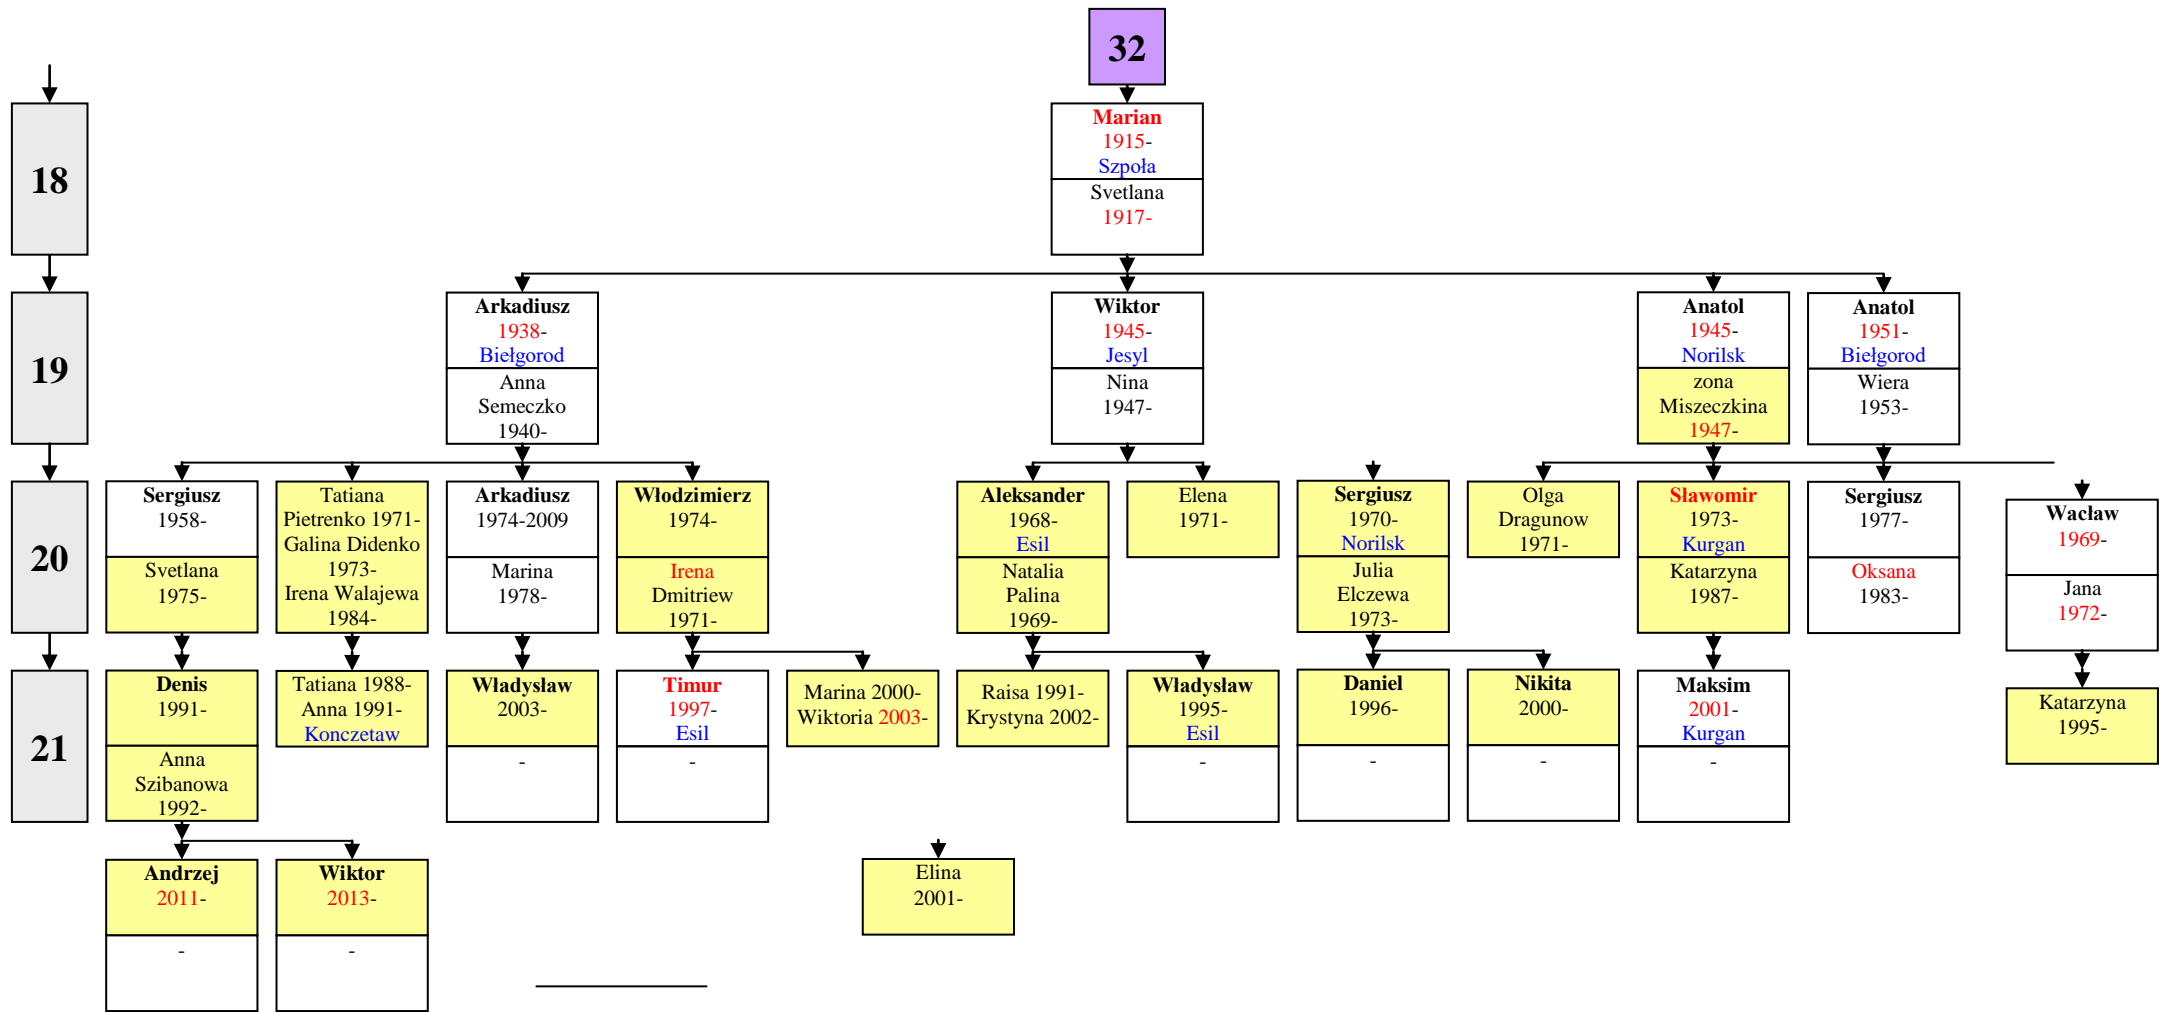 32
18
Marian
1915-
Szpoła
Svetlana
1917-
19
Arkadiusz
1938-
Biełgorod
Anna
Semeczko
1940-
Wiktor
1945-
Jesyl
Nina
1947-
Anatol
1945-
Norilsk
zona
Miszeczkina
1947-
Anatol
1951-
Biełgorod
Wiera
1953-
20
Sergiusz
1958-
Svetlana
1975-
Tatiana
Pietrenko 1971-
Galina Didenko
1973-
Irena Walajewa
1984-
Arkadiusz
1974-2009
Marina
1978-
Włodzimierz
1974-
Irena
Dmitriew
1971-
Aleksander
1968-
Esil
Natalia
Palina
1969-
Elena
1971-
Sergiusz
1970-
Norilsk
Julia
Elczewa
1973-
Olga
Dragunow
1971-
Sławomir
1973-
Kurgan
Katarzyna
1987-
Sergiusz
1977-
Oksana
1983-
Wacław
1969-
Jana
1972-
21
Denis
1991-
Anna
Szibanowa
1992-
Tatiana 1988-
Anna 1991-
Konczetaw
Władysław
2003-
-
Timur
1997-
Esil
-
Marina 2000-
Wiktoria 2003-
Raisa 1991-
Krystyna 2002-
Władysław
1995-
Esil
-
Daniel
1996-
-
Nikita
2000-
-
Maksim
2001-
Kurgan
-
Katarzyna
1995-
Andrzej
2011-
-
Wiktor
2013-
-
Elina
2001-